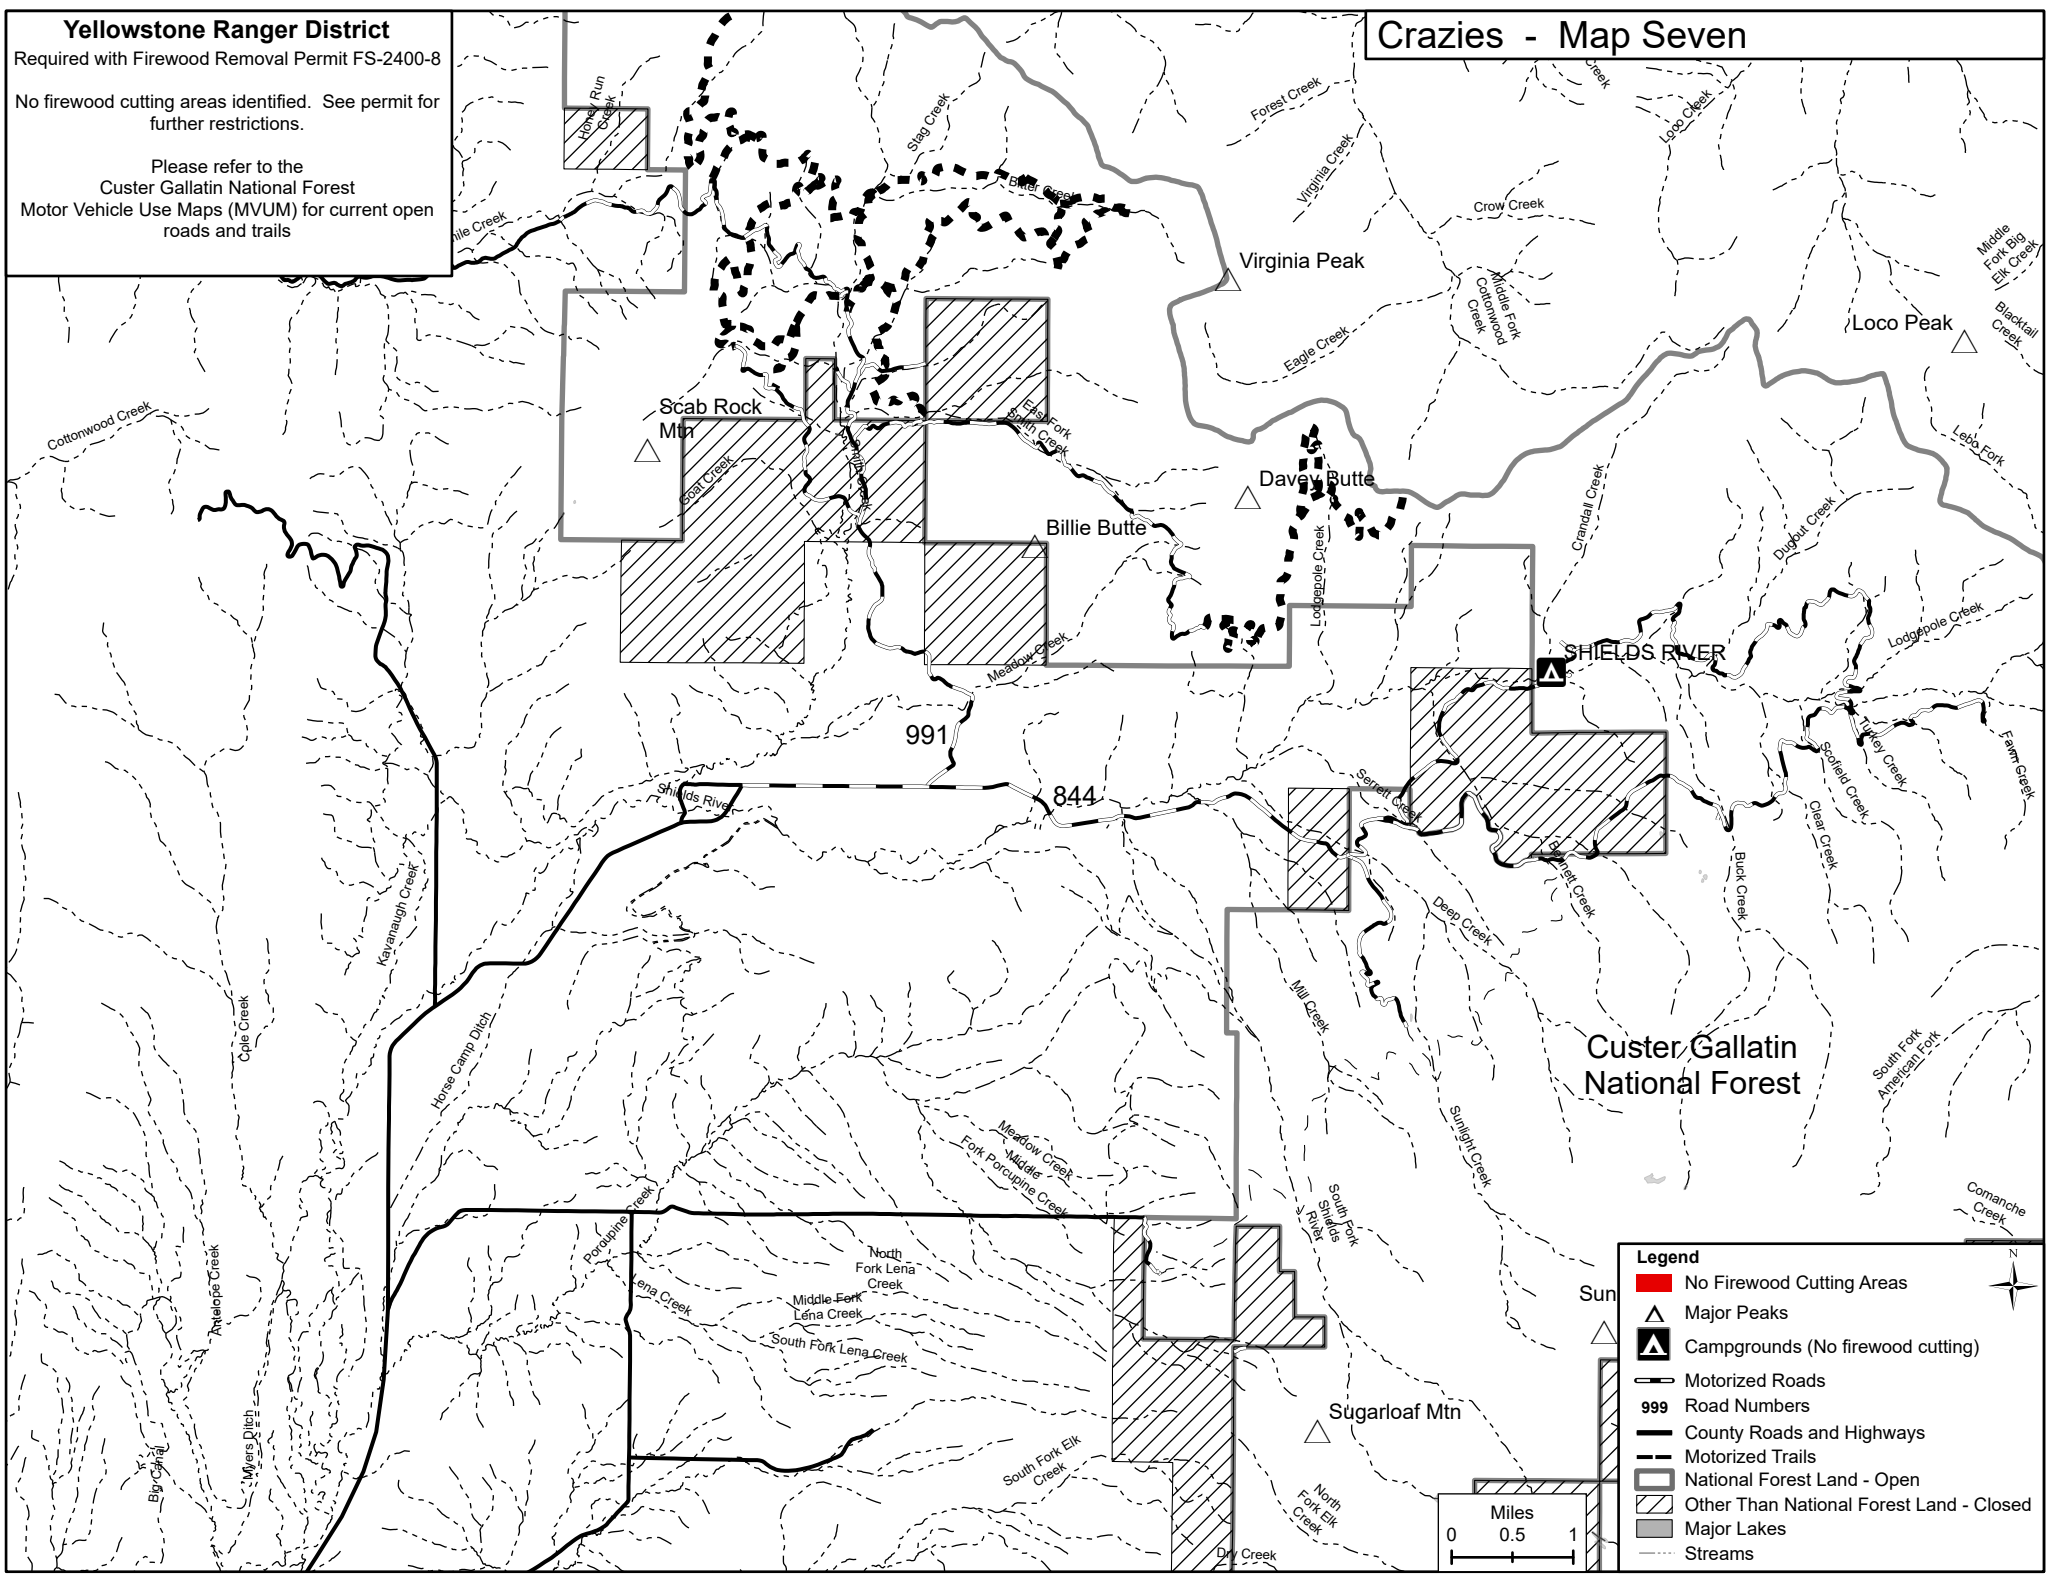 Yellowstone Ranger District
Required with Firewood Removal Permit FS-2400-8
No firewood cutting areas identified.  See permit for
further restrictions.
Please refer to the
Custer Gallatin National Forest
Motor Vehicle Use Maps (MVUM) for current open
roads and trails
Crazies  -  Map Seven
Honey Run
Creek
Stag Creek
Forest Creek
Creek
Loco Creek
Virginia Creek
Bitter Creek
Crow Creek
mile Creek
Middle
Fork Big
Elk Creek
Virginia Peak
Middle Fork
Cottonwood
Creek
Blacktail
Creek
Loco Peak
Eagle Creek
Cottonwood Creek
Scab Rock
Mtn
East Fork
Smith Creek
Lebo Fork
Goat Creek
Smith Creek
Davey Butte
Crandall Creek
Billie Butte
Dugout Creek
Lodgepole Creek
Lodgepole Creek
Meadow Creek
SHIELDS RIVER
991
Turkey Creek
Scofield Creek
Fawn Creek
Shields River
844
Serrett Creek
Clear Creek
Bennett Creek
Buck Creek
Kavanaugh Creek
Deep Creek
Cole Creek
Horse Camp Ditch
Mill Creek
Custer Gallatin
National Forest
South Fork
American Fork
Sunlight Creek
Meadow Creek
Middle
Fork Porcupine Creek
South Fork
Shields
River
Comanche
Creek
Porcupine Creek
Antelope Creek
North
Fork Lena
Creek
Lena Creek
Middle Fork
Lena Creek
South Fork Lena Creek
Sun
Sugarloaf Mtn
Big Canal
Myers Ditch
South Fork Elk
Creek
North
Fork Elk
Creek
Dry Creek
Miles
0 0.5 1
Legend
N
No Firewood Cutting Areas
Major Peaks
Campgrounds (No firewood cutting)
Motorized Roads
999 Road Numbers
County Roads and Highways
Motorized Trails
National Forest Land - Open
Other Than National Forest Land - Closed
Major Lakes
Streams